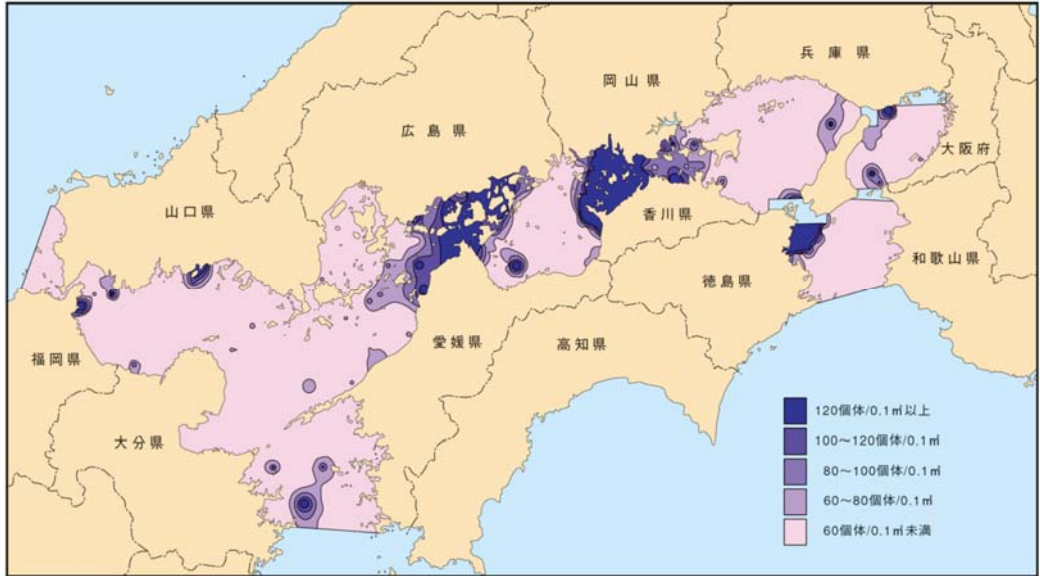 兵庫県
岡山県
広島県
大阪府
山口県
香川県
和歌山県
徳島県
愛媛県
高知県
福岡県
大分県
120個体/0.1㎡以上
100～120個体/0.1㎡
80～100個体/0.1㎡
60～80個体/0.1㎡
60個体/0.1㎡未満